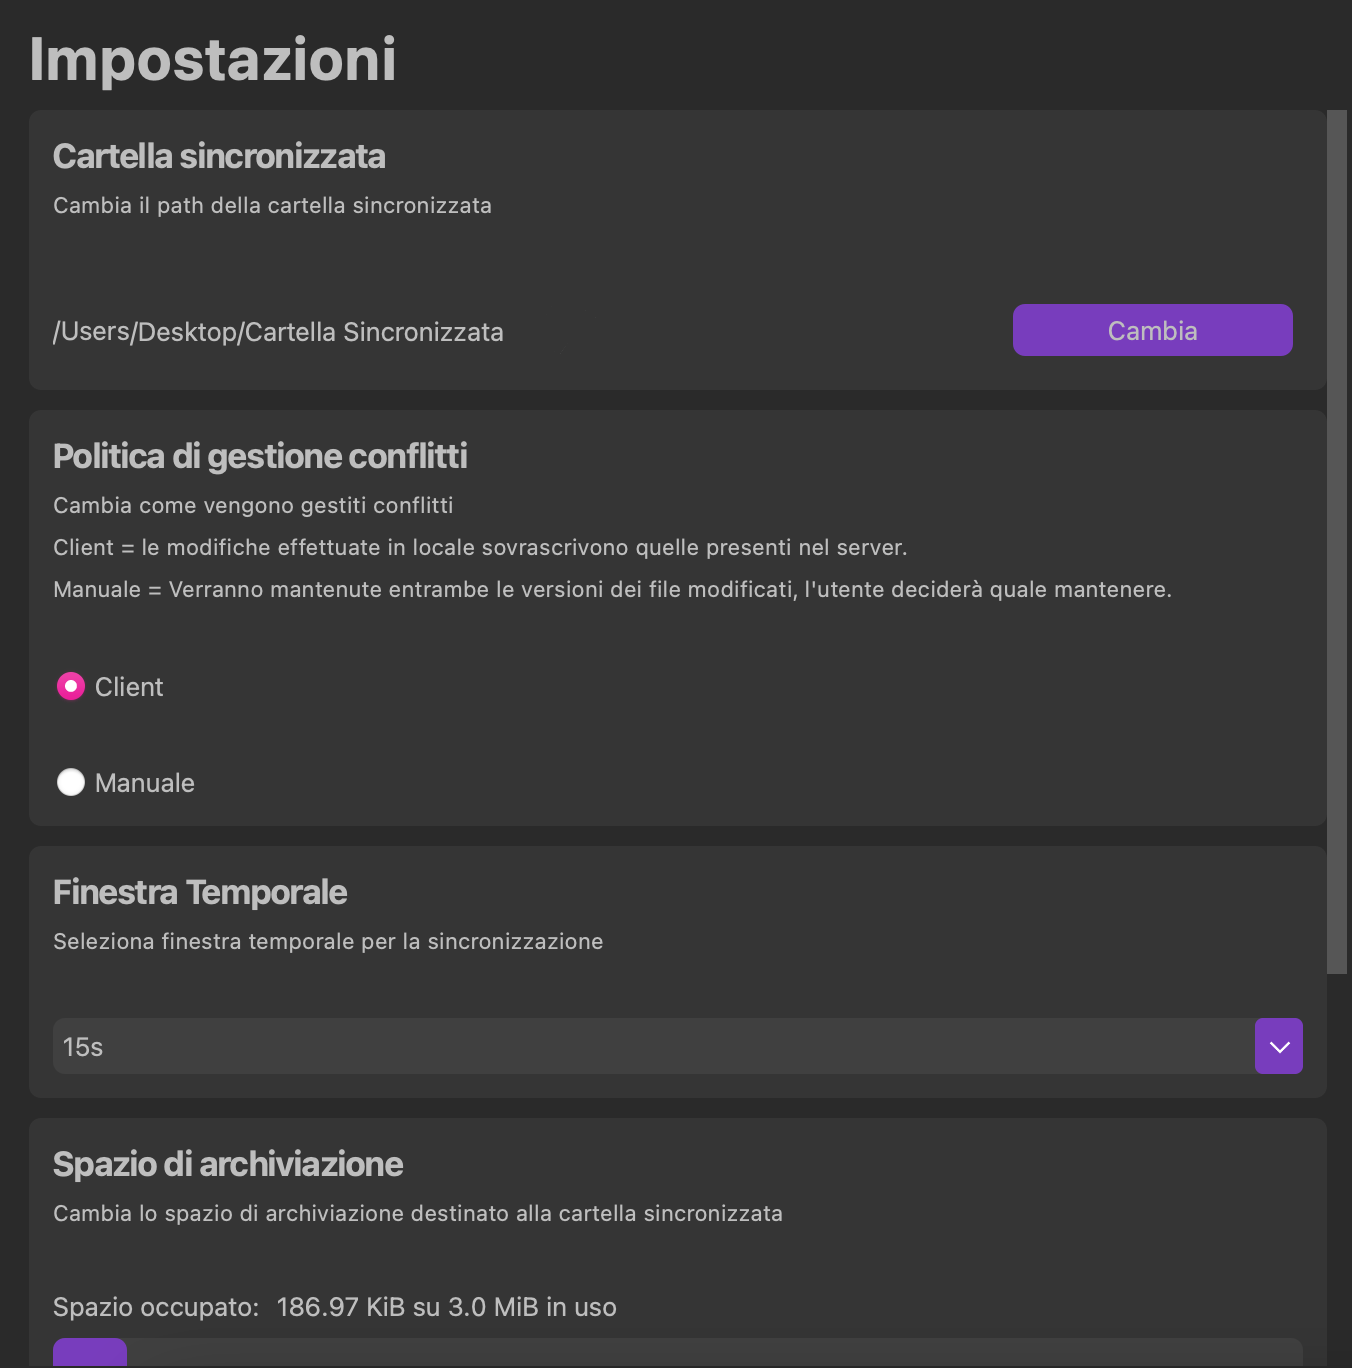 Impostazioni
Cartella sincronizzata
Cambia il path della cartella sincronizzata
/Users/Desktop/Cartella Sincronizzata
Cambia
Politica di gestione conflitti
Cambia come vengono gestiti conflitti
Client = le modifiche effettuate in locale sovrascrivono quelle presenti nel server.
Manuale = Verranno mantenute entrambe le versioni dei file modificati, l'utente deciderà quale mantenere.
Client
Manuale
Finestra Temporale
Seleziona finestra temporale per la sincronizzazione
15s
Spazio di archiviazione
Cambia lo spazio di archiviazione destinato alla cartella sincronizzata
Spazio occupato: 186.97 KiB su 3.0 MiB in uso